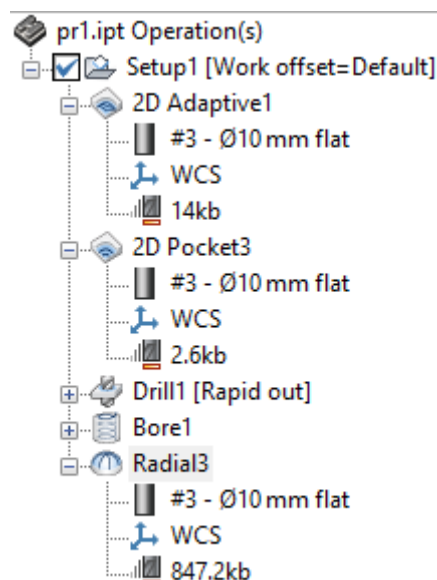 pr1.ipt Operation(s)
Setup1 [Work offset=Default]
2D Adaptive1
#3 - Ø10 mm flat
WCS
14kb
2D Pocket3
#3 - Ø10 mm flat
WCS
2.6kb
Drill1 [Rapid out]
Bore1
Radial3
#3 - Ø10 mm flat
WCS
847.2kb